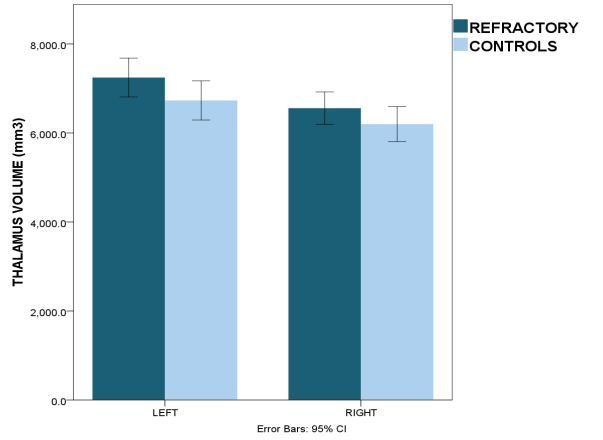 REFRACTORY
CONTROLS
THALAMUS VOLUME (mm3)
8,000.0
6,000.0
4,000.0
2,000.0
0.0
LEFT RIGHT
Error Bars: 95% CI